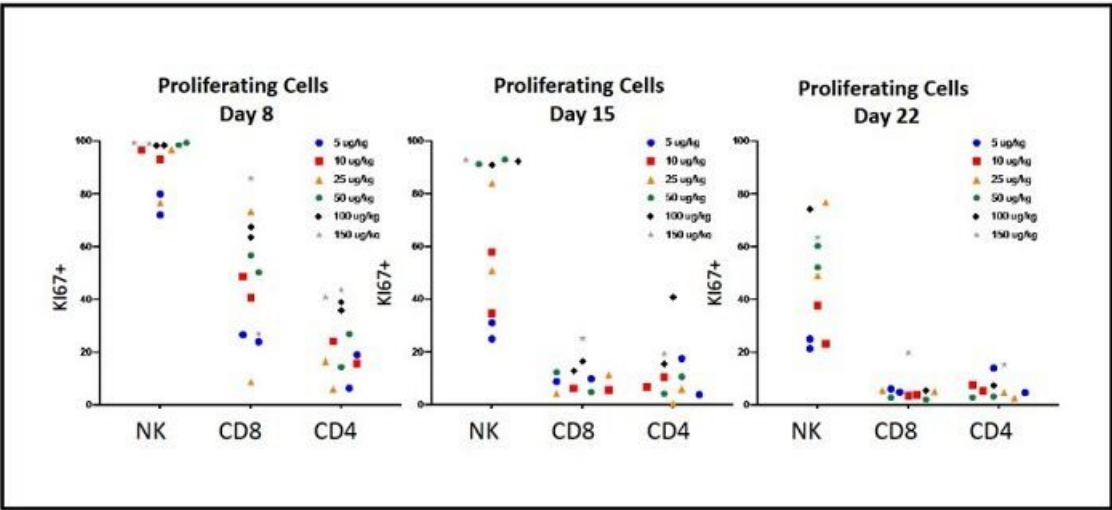 Proliferating Cells
Day 8
KI67+
100
80
60
40
20
0
5 ug/kg
10 ug/kg
25 ug/kg
50 ug/kg
100 ug/kg
150 ug/kg
NK CD8 CD4
Proliferating Cells
Day 15
KI67+
100
80
60
40
20
0
5 ug/kg
10 ug/kg
25 ug/kg
50 ug/kg
100 ug/kg
150 ug/kg
NK CD8 CD4
Proliferating Cells
Day 22
KI67+
100
80
60
40
20
0
5 ug/kg
10 ug/kg
25 ug/kg
50 ug/kg
100 ug/kg
150 ug/kg
NK CD8 CD4